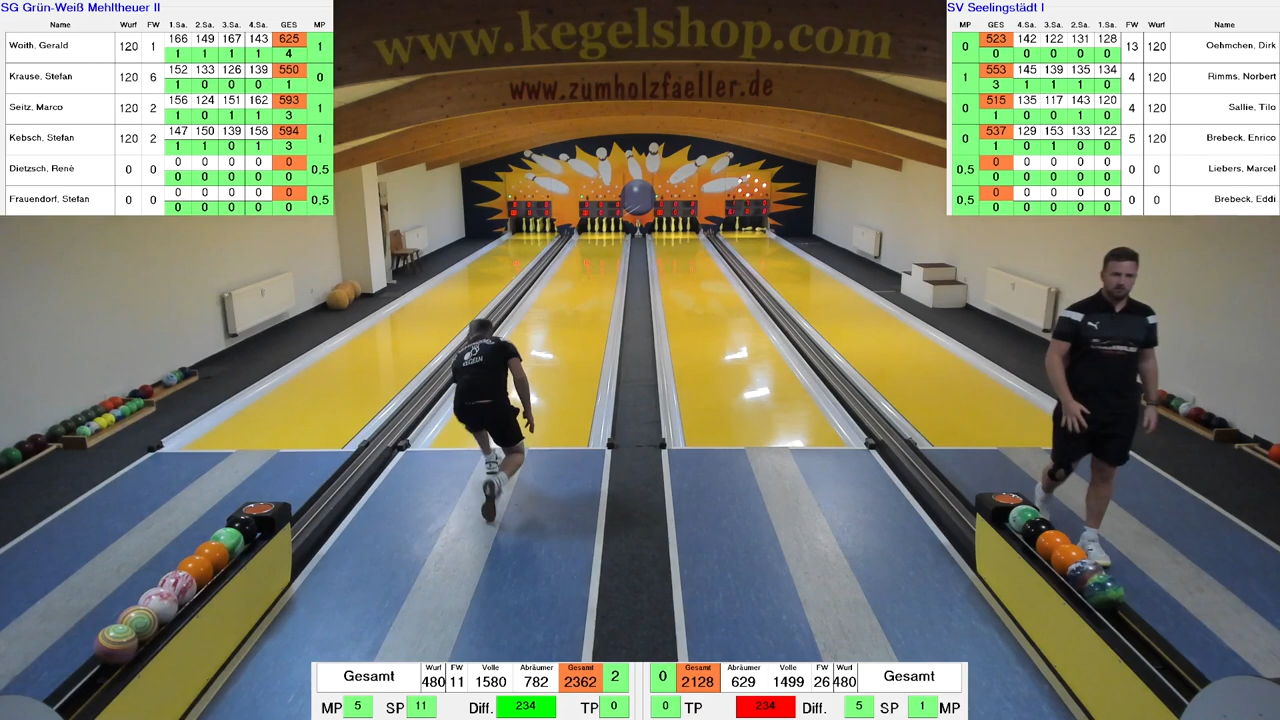 SG Grün-Weiß Mehltheuer II
Name Wurf FW 1.Sa. 2.Sa. 3.Sa. 4.Sa. GES MP
Woith, Gerald 120 1 166 149 167 143 625 1
1 1 1 1 4
Krause, Stefan 120 6 152 133 126 139 550 0
1 0 0 0 1
Seitz, Marco 120 2 156 124 151 162 593 1
1 0 1 1 3
Kebsch, Stefan 120 2 147 150 139 158 594 1
1 1 0 1 3
Dietzsch, Renè 0 0 0 0 0 0 0 0,5
0 0 0 0 0
Frauendorf, Stefan 0 0 0 0 0 0 0 0,5
0 0 0 0 0
www.kegelshop.com
www.zumholzfaeller.de
SV Seelingstädt I
MP GES 4.Sa. 3.Sa. 2.Sa. 1.Sa. FW Wurf Name
0 523 142 122 131 128 13 120 Oehmchen, Dirk
0 0 0 0 0
1 553 145 139 135 134 4 120 Rimms, Norbert
3 1 1 1 0
0 515 135 117 143 120 4 120 Sallie, Tilo
1 0 0 1 0
0 537 129 153 133 122 5 120 Brebeck, Enrico
1 0 1 0 0
0,5 0 0 0 0 0 0 0 Liebers, Marcel
0 0 0 0 0
0,5 0 0 0 0 0 0 0 Brebeck, Eddi
0 0 0 0 0
KEGELN
Gesamt Wurf 480 FW 11 Volle 1580 Abräumer 782 Gesamt 2362 2
MP 5 SP 11 Diff. 234 TP 0
0 Gesamt 2128 Abräumer 629 Volle 1499 FW 26 Wurf 480 Gesamt
0 TP 234 Diff. 5 SP 1 MP